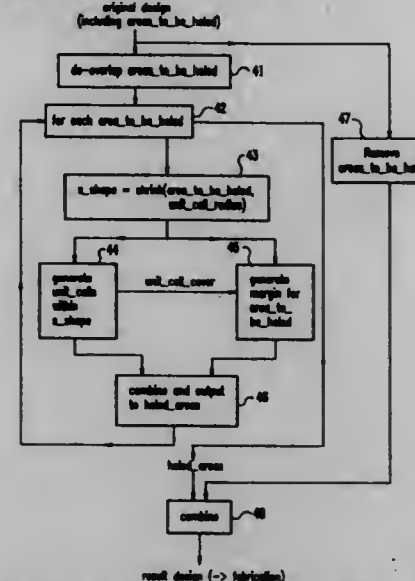 original design
(including areas_to_be_holed)
de-overlap areas_to_be_holed
41
for each area_to_be_holed
42
47
Remove
areas_to_be_holed
43
s_shape = shrink(area_to_be_holed,
unit_cell_radius)
44
generate
unit_cells
within
s_shape
unit_cell_cover
45
generate
margin for
area_to_
be_holed
combine and output
to holed_areas
46
holed_areas
combine
48
result design (-> fabrication)